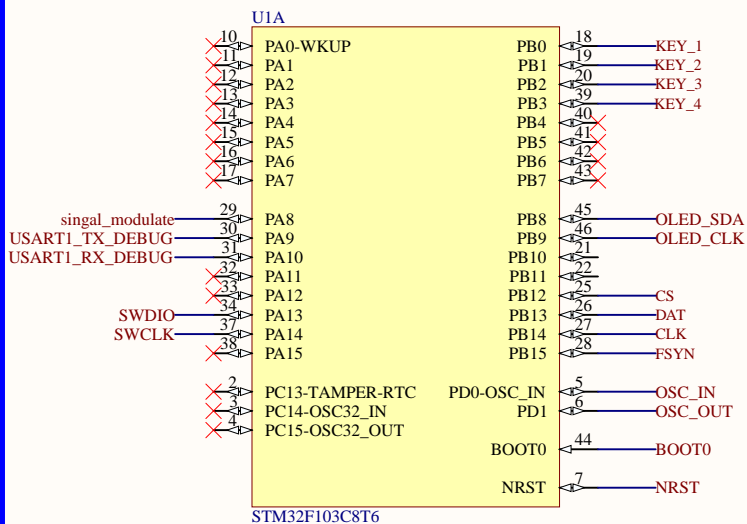 U1A
10 PA0-WKUP PB0 18 KEY_1
11 PA1 PB1 19 KEY_2
12 PA2 PB2 20 KEY_3
13 PA3 PB3 39 KEY_4
14 PA4 PB4 40
15 PA5 PB5 41
16 PA6 PB6 42
17 PA7 PB7 43
singal_modulate 29 PA8 PB8 45 OLED_SDA
USART1_TX_DEBUG 30 PA9 PB9 46 OLED_CLK
USART1_RX_DEBUG 31 PA10 PB10 21
32 PA11 PB11 22
33 PA12 PB12 25 CS
SWDIO 34 PA13 PB13 26 DAT
SWCLK 37 PA14 PB14 27 CLK
38 PA15 PB15 28 FSYN
2 PC13-TAMPER-RTC PD0-OSC_IN 5 OSC_IN
3 PC14-OSC32_IN PD1 6 OSC_OUT
4 PC15-OSC32_OUT
BOOT0 44 BOOT0
NRST 7 NRST
STM32F103C8T6